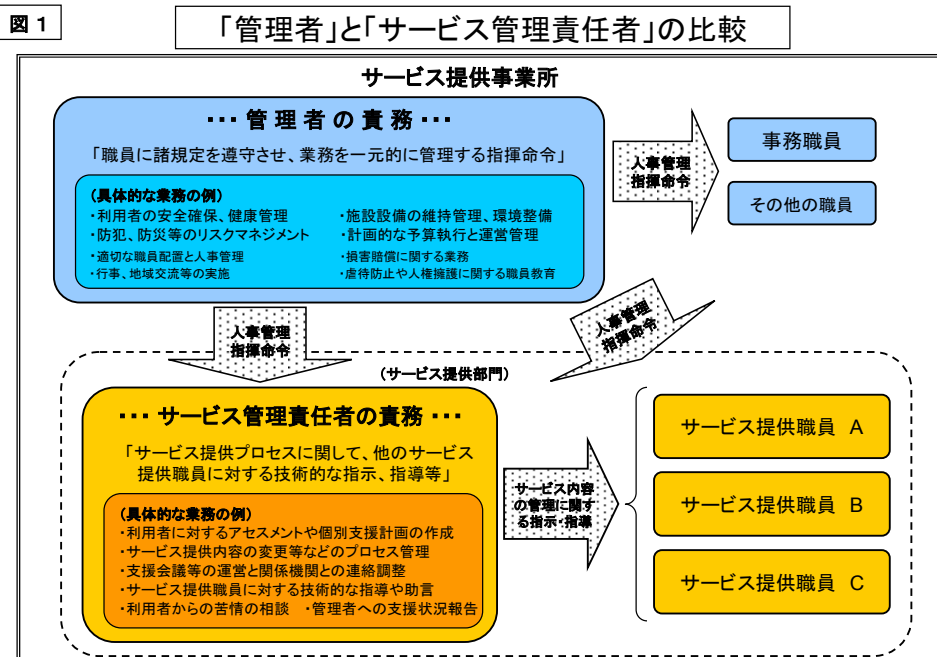 図1
「管理者」と「サービス管理責任者」の比較
サービス提供事業所
･･･ 管 理 者 の 責 務 ･･･
「職員に諸規定を遵守させ、業務を一元的に管理する指揮命令」
(具体的な業務の例)
・利用者の安全確保、健康管理
・施設設備の維持管理、環境整備
・防犯、防災等のリスクマネジメント
・計画的な予算執行と運営管理
・適切な職員配置と人事管理
・損害賠償に関する業務
・行事、地域交流等の実施
・虐待防止や人権擁護に関する職員教育
人事管理
指揮命令
事務職員
その他の職員
人事管理
指揮命令
人事管理
指揮命令
(サービス提供部門)
･･･ サービス管理責任者の責務 ･･･
「サービス提供プロセスに関して、他のサービス
提供職員に対する技術的な指示、指導等」
(具体的な業務の例)
・利用者に対するアセスメントや個別支援計画の作成
・サービス提供内容の変更等などのプロセス管理
・支援会議等の運営と関係機関との連絡調整
・サービス提供職員に対する技術的な指導や助言
・利用者からの苦情の相談 ・管理者への支援状況報告
サービス内容
の管理に関す
る指示・指導
サービス提供職員 A
サービス提供職員 B
サービス提供職員 C